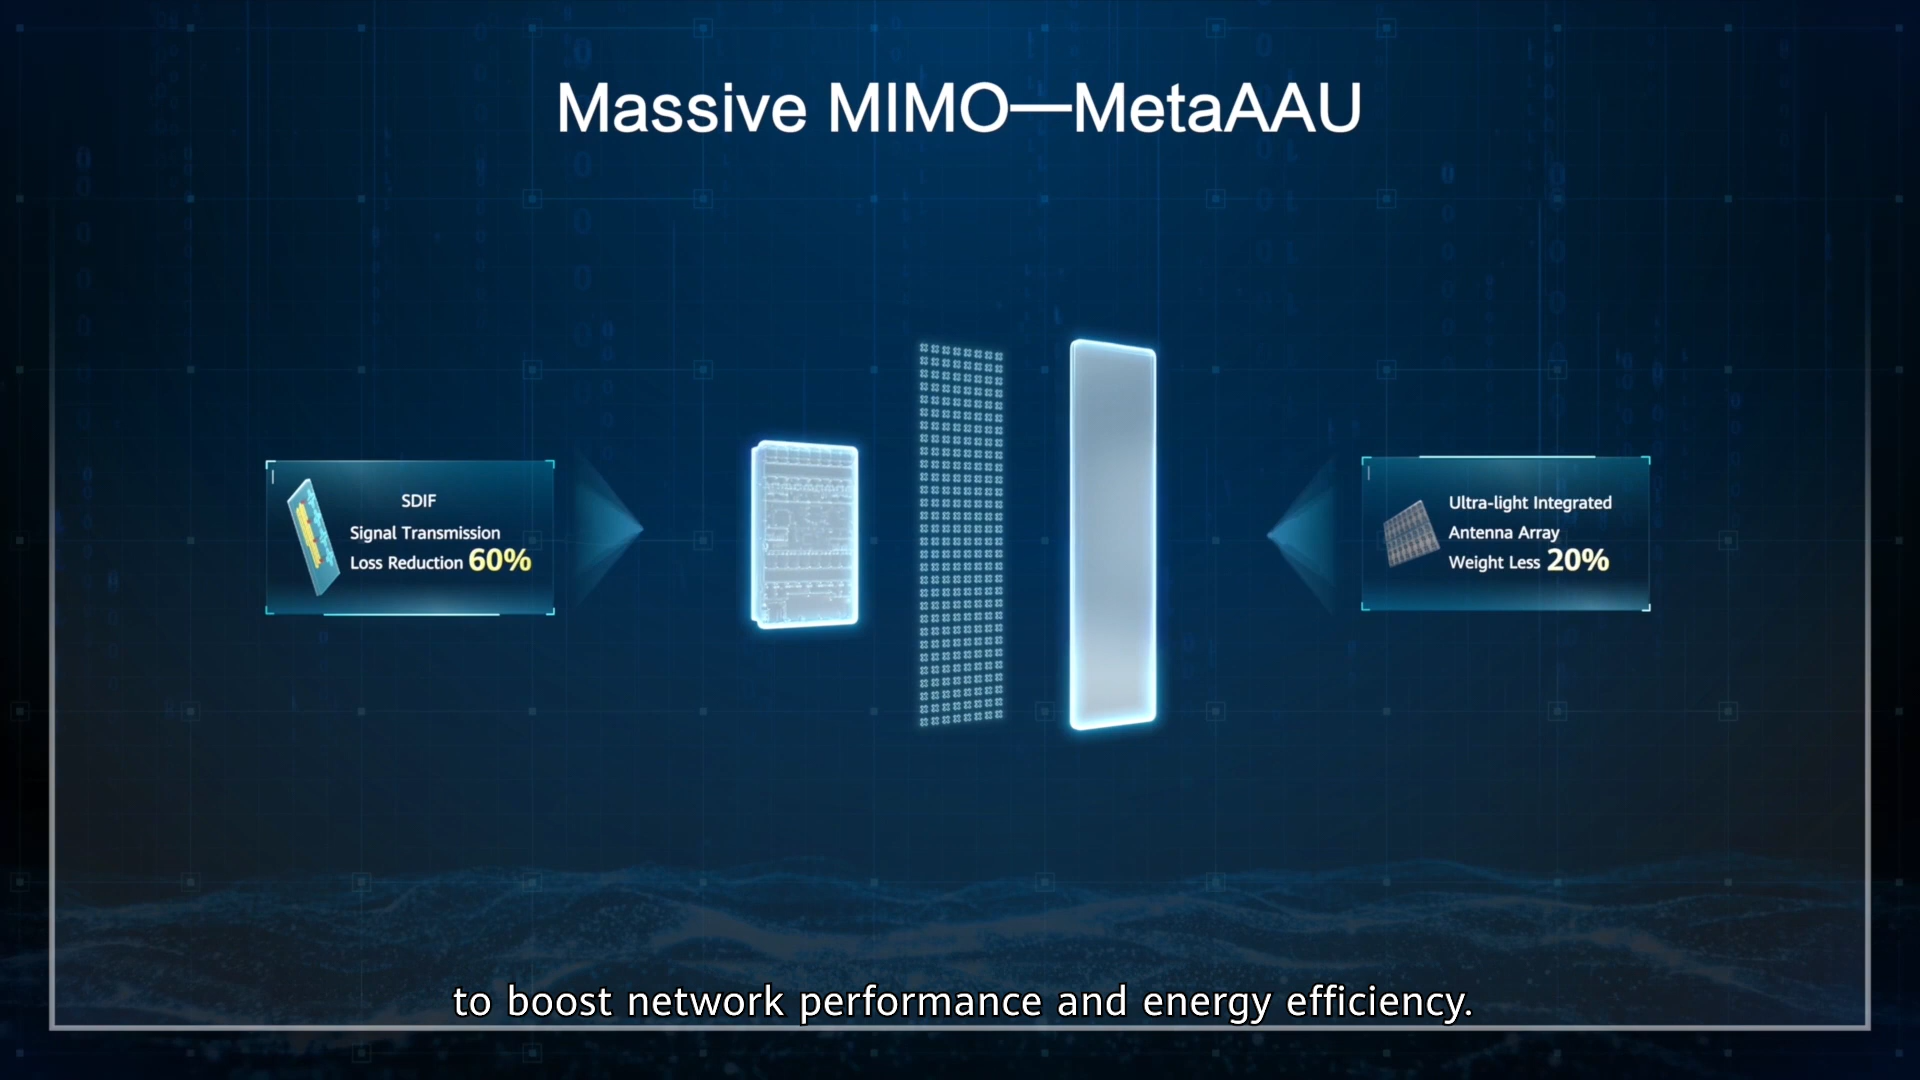 Massive MIMO—MetaAAU
SDIF
Signal Transmission
Loss Reduction 60%
Ultra-light Integrated
Antenna Array
Weight Less 20%
to boost network performance and energy efficiency.